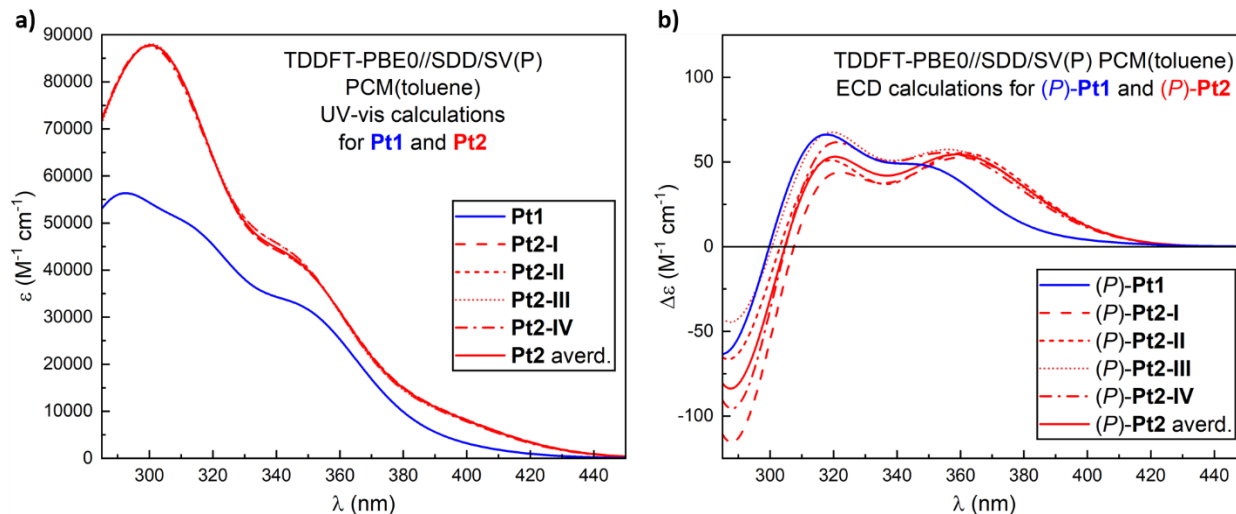 a)
90000
80000
70000
60000
50000
40000
30000
20000
10000
0
ε (M⁻¹ cm⁻¹)
TDDFT-PBE0//SDD/SV(P)
PCM(toluene)
UV-vis calculations
for Pt1 and Pt2
Pt1
Pt2-I
Pt2-II
Pt2-III
Pt2-IV
Pt2 averd.
300 320 340 360 380 400 420 440
λ (nm)
b)
100
50
0
-50
-100
Δε (M⁻¹ cm⁻¹)
TDDFT-PBE0//SDD/SV(P) PCM(toluene)
ECD calculations for (P)-Pt1 and (P)-Pt2
(P)-Pt1
(P)-Pt2-I
(P)-Pt2-II
(P)-Pt2-III
(P)-Pt2-IV
(P)-Pt2 averd.
300 320 340 360 380 400 420 440
λ (nm)